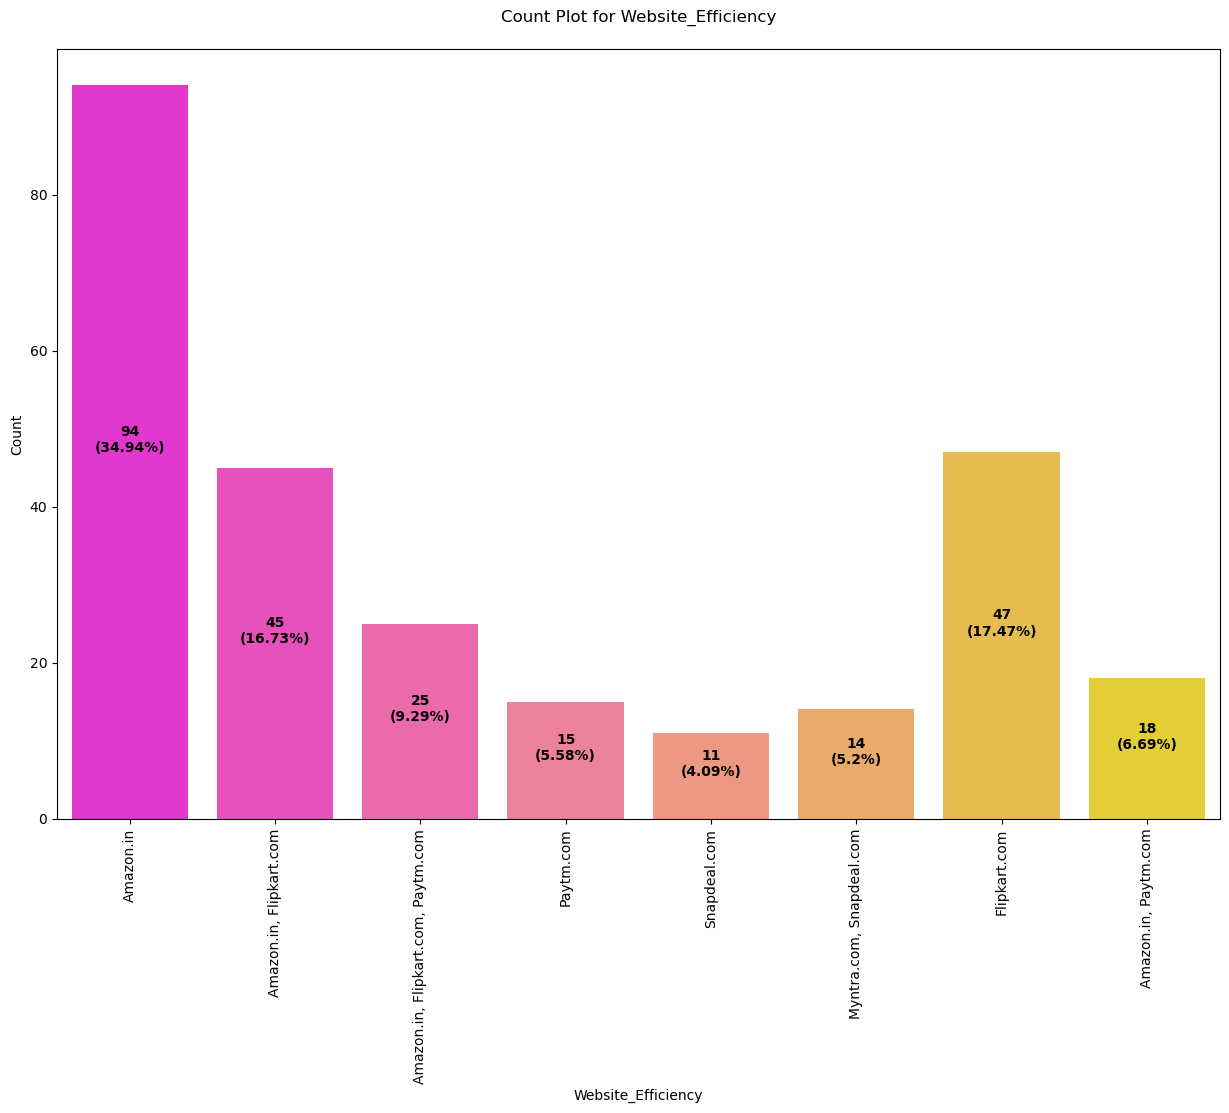 Count Plot for Website_Efficiency
Count
80
60
40
20
0
94
(34.94%)
45
(16.73%)
25
(9.29%)
15
(5.58%)
11
(4.09%)
14
(5.2%)
47
(17.47%)
18
(6.69%)
Amazon.in
Amazon.in, Flipkart.com
Amazon.in, Flipkart.com, Paytm.com
Paytm.com
Snapdeal.com
Myntra.com, Snapdeal.com
Flipkart.com
Amazon.in, Paytm.com
Website_Efficiency